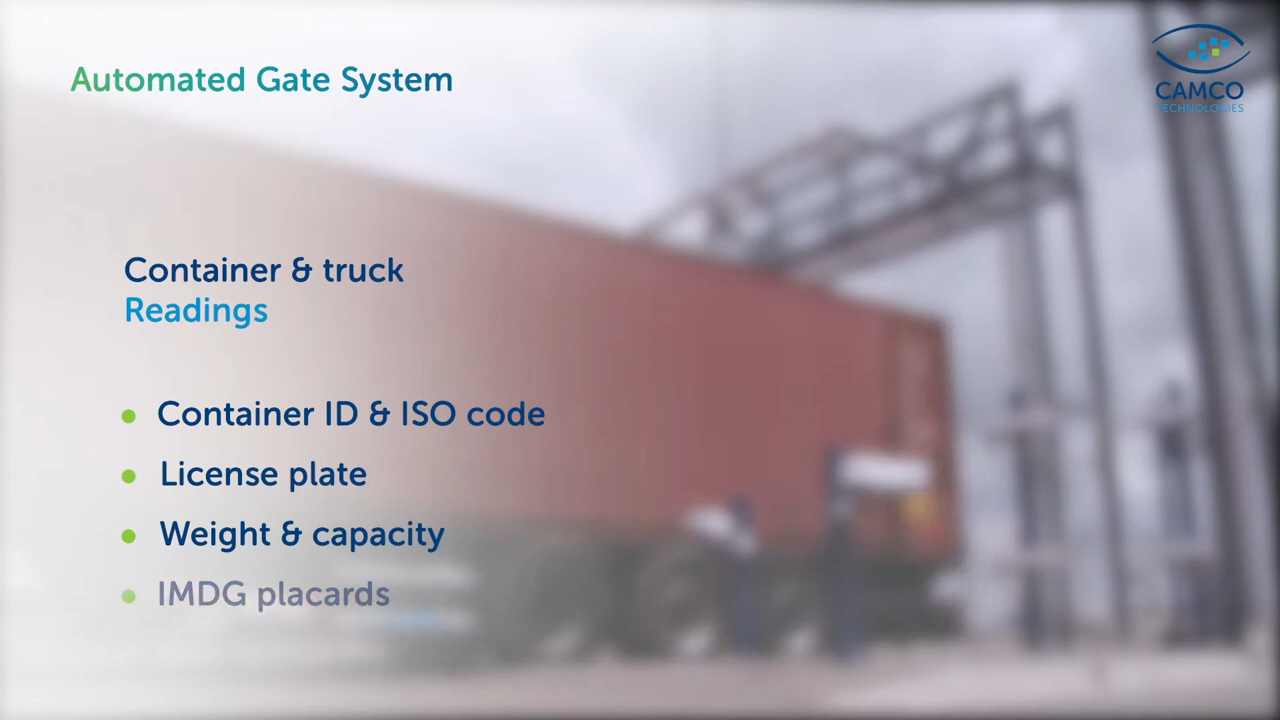 Automated Gate System
CAMCO
TECHNOLOGIES
Container & truck
Readings
Container ID & ISO code
License plate
Weight & capacity
IMDG placards